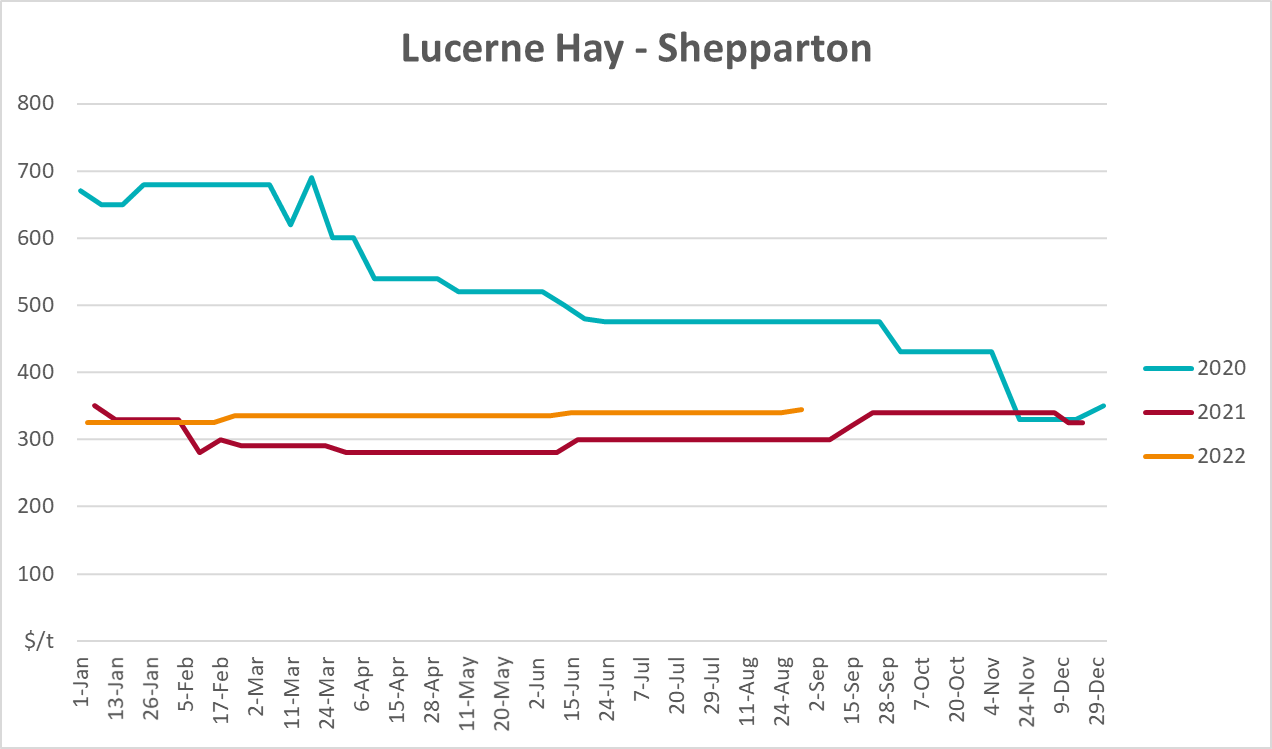 Lucerne Hay - Shepparton
800
700
600
500
400
300
200
100
$/t
1-Jan
13-Jan
26-Jan
5-Feb
17-Feb
2-Mar
11-Mar
24-Mar
6-Apr
15-Apr
28-Apr
11-May
20-May
2-Jun
15-Jun
24-Jun
7-Jul
20-Jul
29-Jul
11-Aug
24-Aug
2-Sep
15-Sep
28-Sep
7-Oct
20-Oct
4-Nov
24-Nov
9-Dec
29-Dec
2020
2021
2022